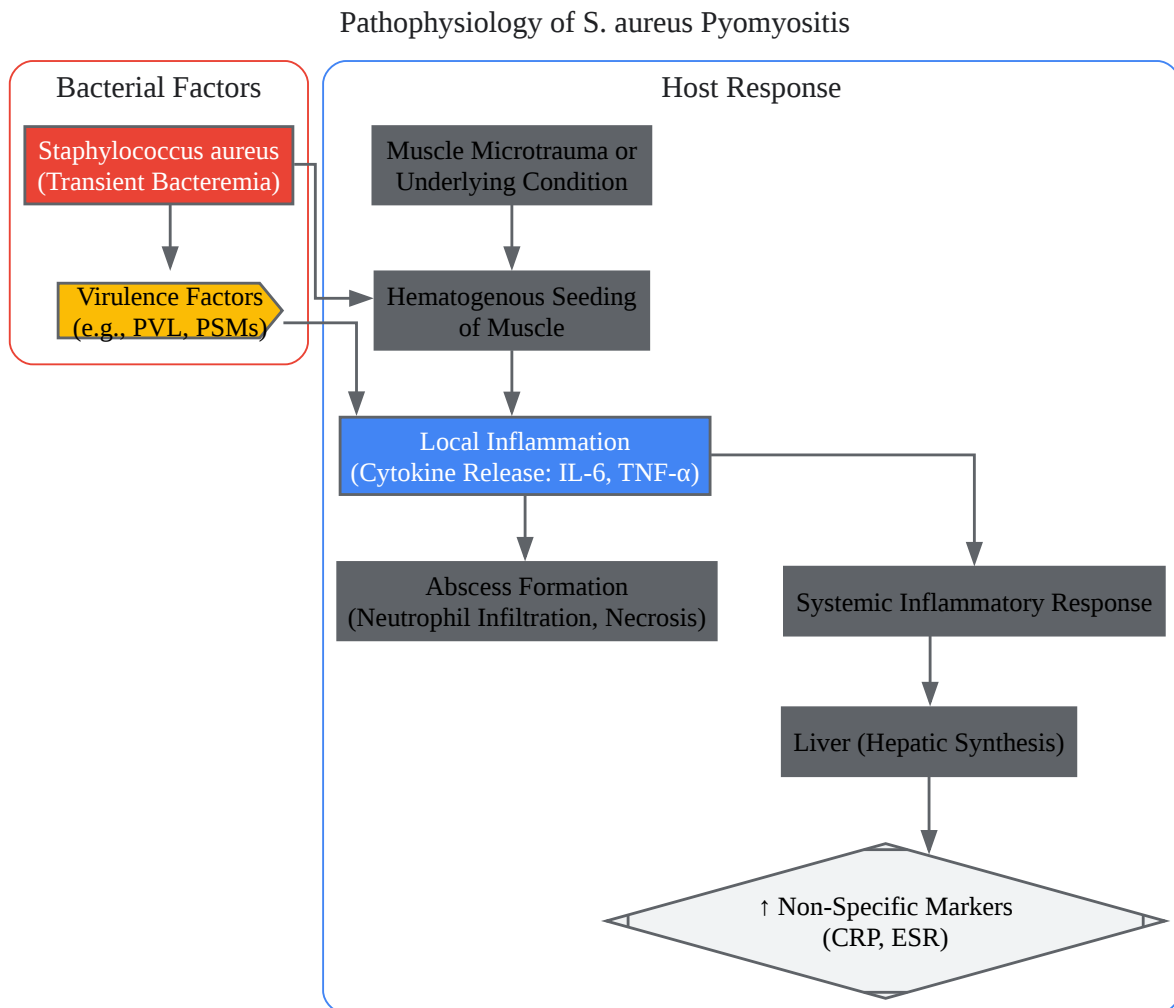 Pathophysiology of S. aureus Pyomyositis
Bacterial Factors
Staphylococcus aureus
(Transient Bacteremia)
Virulence Factors
(e.g., PVL, PSMs)
Host Response
Muscle Microtrauma or
Underlying Condition
Hematogenous Seeding
of Muscle
Local Inflammation
(Cytokine Release: IL-6, TNF-α)
Abscess Formation
(Neutrophil Infiltration, Necrosis)
Systemic Inflammatory Response
Liver (Hepatic Synthesis)
↑ Non-Specific Markers
(CRP, ESR)